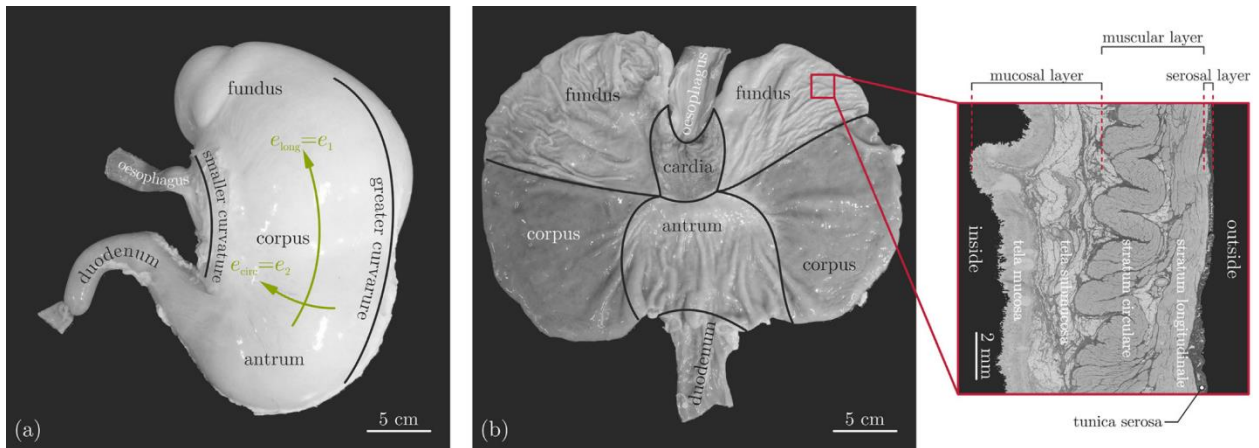 fundus
e_long=e_1
oesophagus
smaller curvature
greater curvarure
corpus
e_circ=e_2
duodenum
antrum
(a)
5 cm
oesophagus
fundus
fundus
cardia
antrum
corpus
corpus
duodenum
(b)
5 cm
muscular layer
mucosal layer
serosal layer
inside
tela mucosa
tela submucosa
stratum circulare
stratum longitudinale
outside
2 mm
tunica serosa